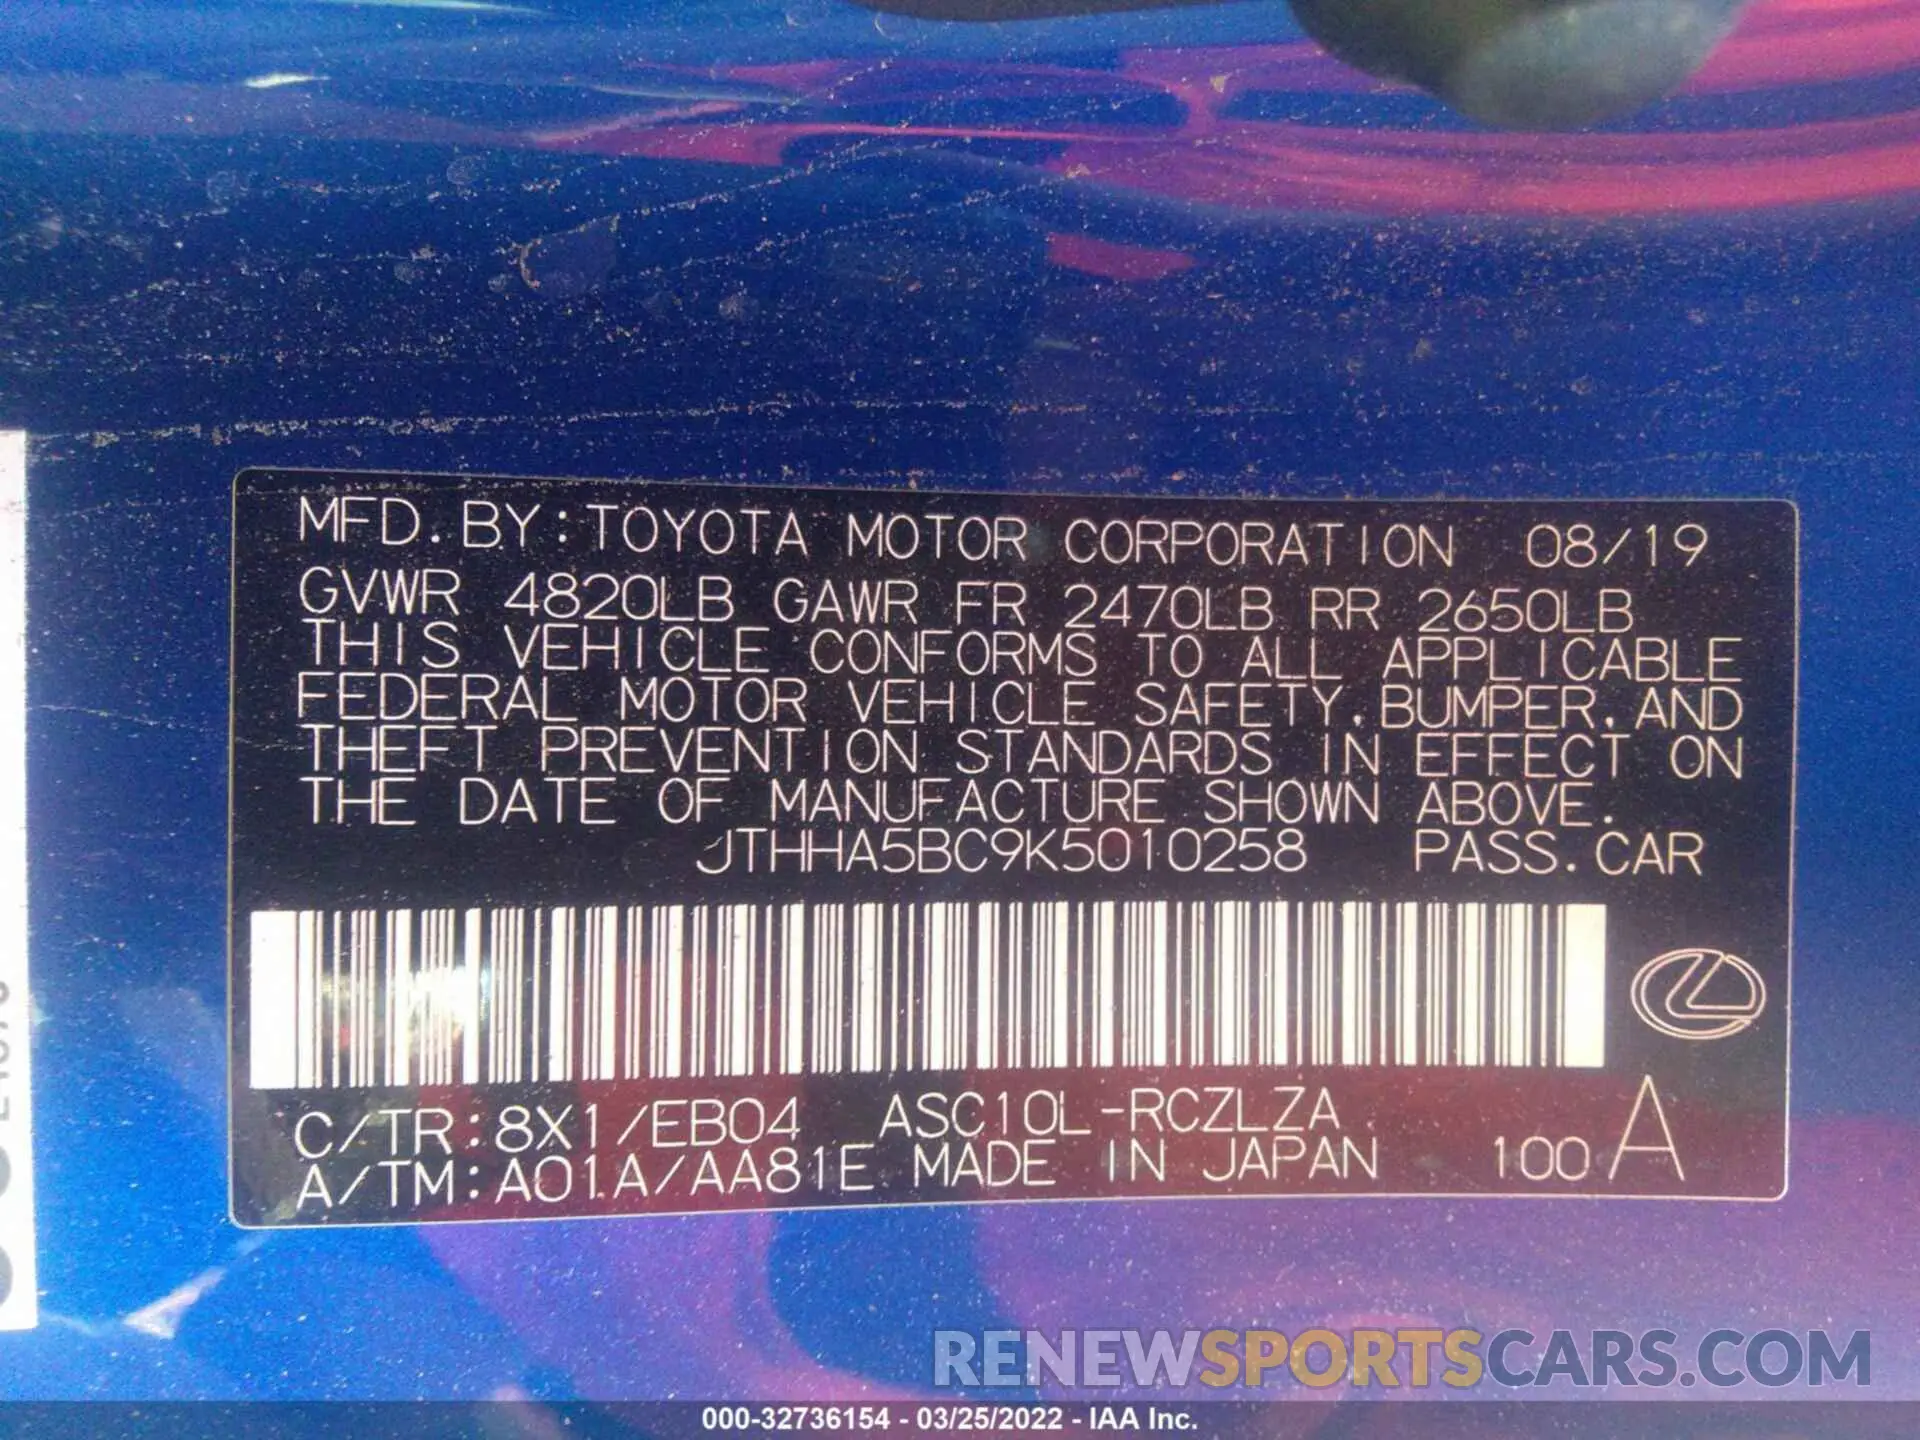 MFD. BY: TOYOTA MOTOR CORPORATION 08/19
GVWR 4820LB GAWR FR 2470LB RR 2650LB
THIS VEHICLE CONFORMS TO ALL APPLICABLE
FEDERAL MOTOR VEHICLE SAFETY, BUMPER, AND
THEFT PREVENTION STANDARDS IN EFFECT ON
THE DATE OF MANUFACTURE SHOWN ABOVE.
JTHHA5BC9K5010258 PASS. CAR
C/TR: 8X1/EB04 ASC10L-RCZLZA
A/TM: A01A/AA81E MADE IN JAPAN 100 A
RENEWSPORTSCARS.COM
000-32736154 - 03/25/2022 - IAA Inc.